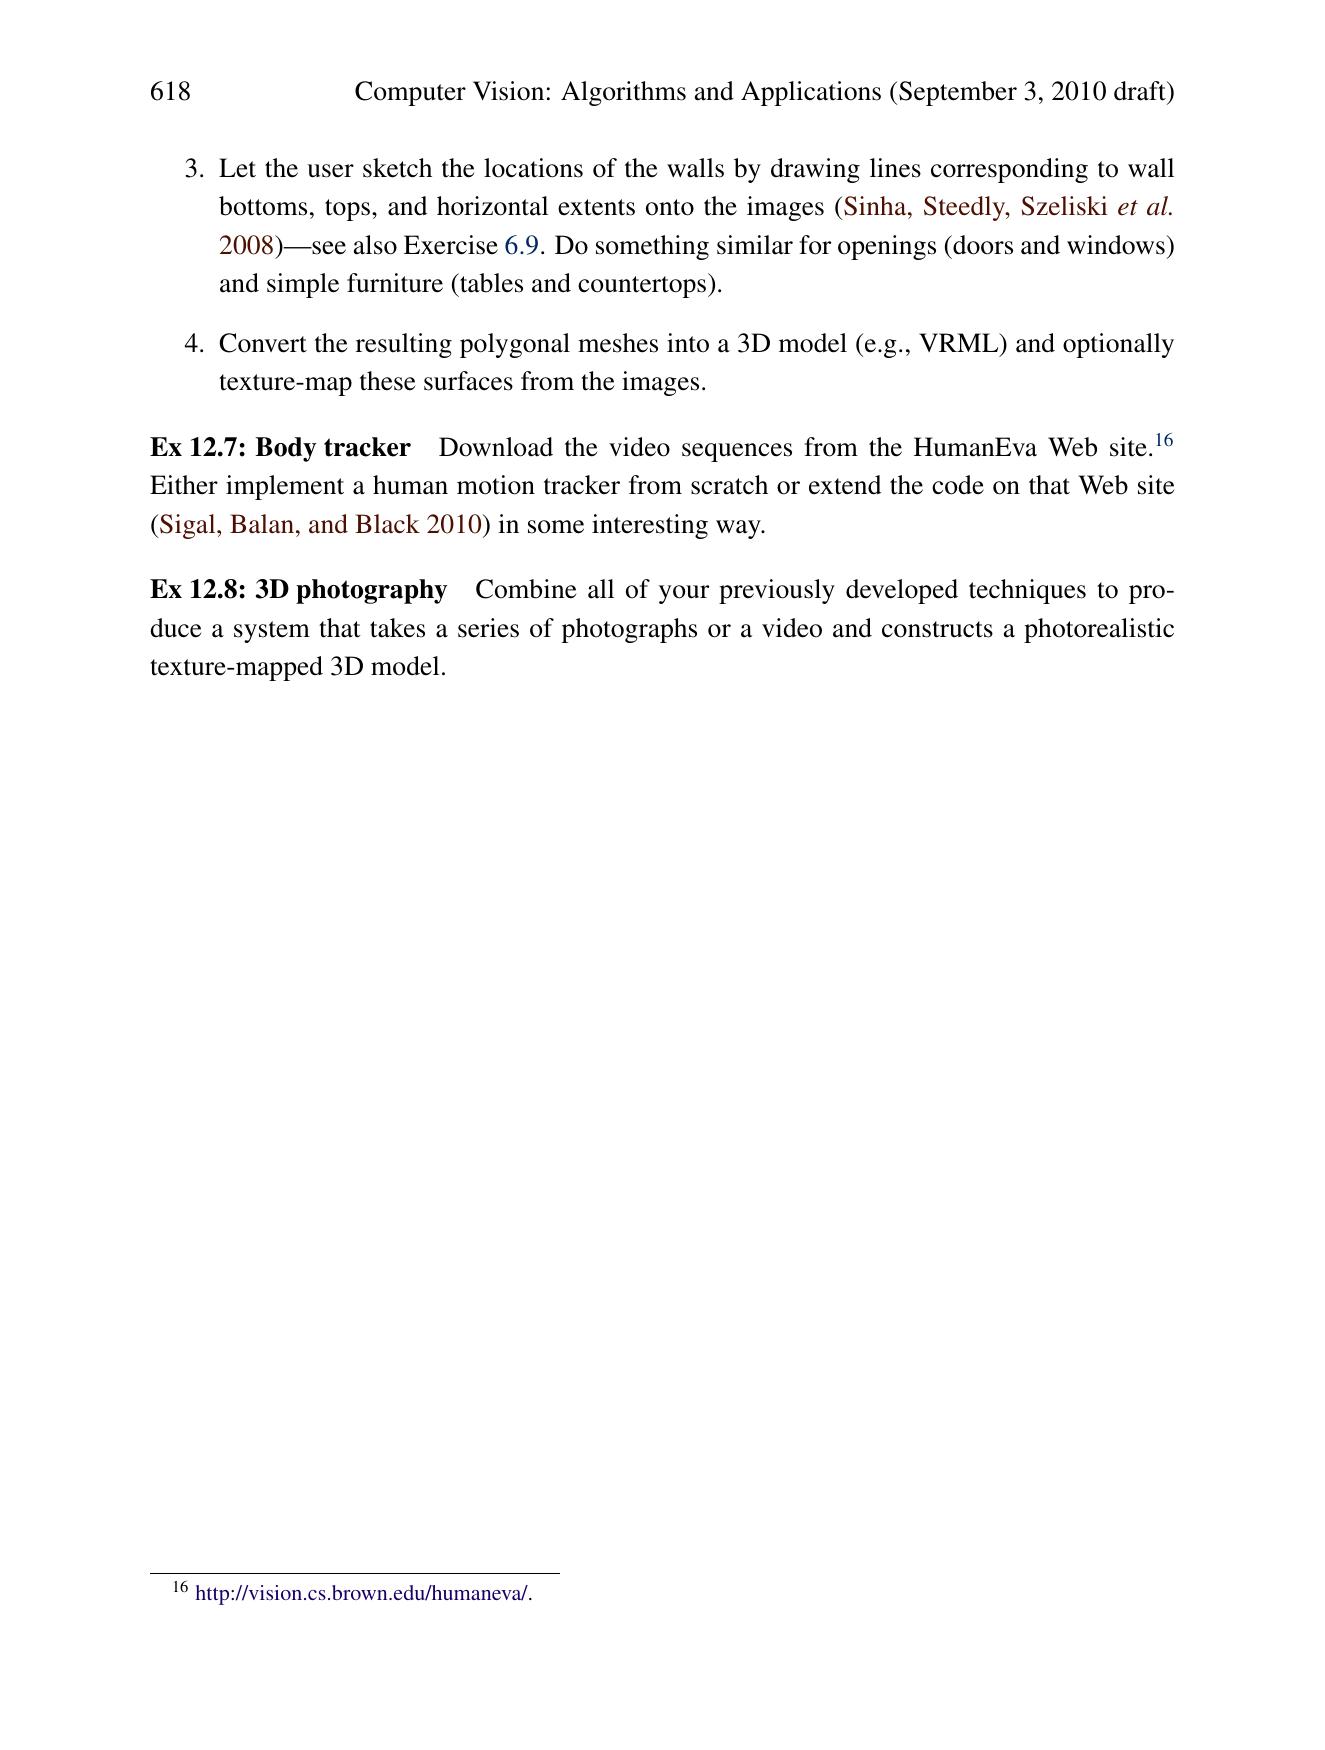 618 Computer Vision: Algorithms and Applications (September 3, 2010 draft)
3. Let the user sketch the locations of the walls by drawing lines corresponding to wall
bottoms, tops, and horizontal extents onto the images (Sinha, Steedly, Szeliski et al.
2008)—see also Exercise 6.9. Do something similar for openings (doors and windows)
and simple furniture (tables and countertops).
4. Convert the resulting polygonal meshes into a 3D model (e.g., VRML) and optionally
texture-map these surfaces from the images.
Ex 12.7: Body tracker Download the video sequences from the HumanEva Web site.16
Either implement a human motion tracker from scratch or extend the code on that Web site
(Sigal, Balan, and Black 2010) in some interesting way.
Ex 12.8: 3D photography Combine all of your previously developed techniques to pro-
duce a system that takes a series of photographs or a video and constructs a photorealistic
texture-mapped 3D model.
16 http://vision.cs.brown.edu/humaneva/.